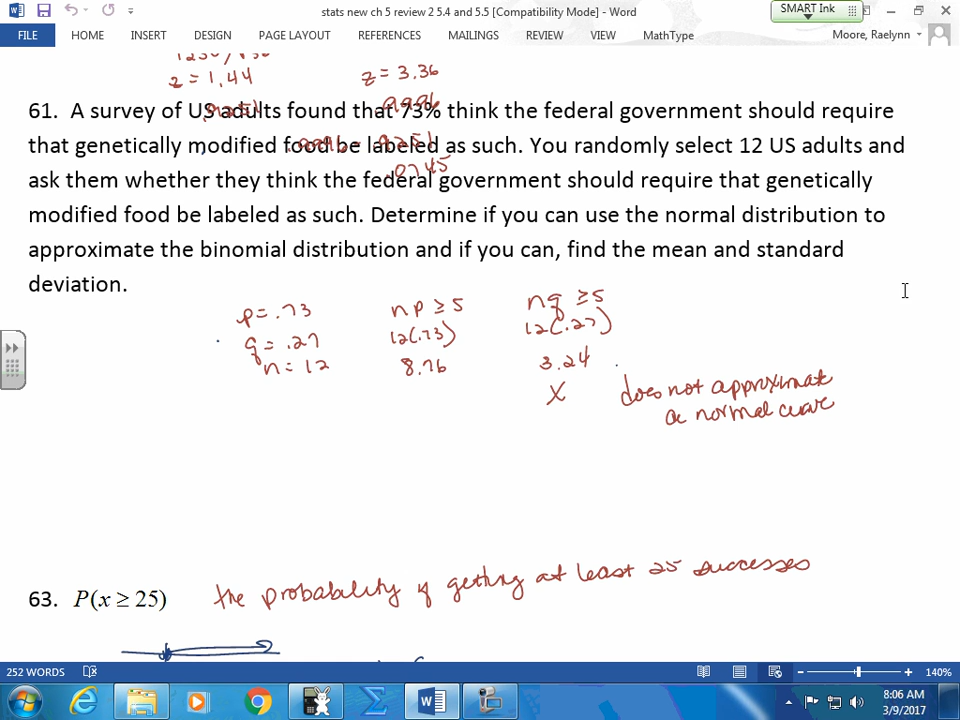 stats new ch 5 review 2 5.4 and 5.5 [Compatibility Mode] - Word
SMART Ink
FILE HOME INSERT DESIGN PAGE LAYOUT REFERENCES MAILINGS REVIEW VIEW MathType Moore, Raelynn
z = 1.44 z = 3.36
.9251 .9996
.9996 - .9251
.0745
61. A survey of US adults found that 73% think the federal government should require
that genetically modified food be labeled as such. You randomly select 12 US adults and
ask them whether they think the federal government should require that genetically
modified food be labeled as such. Determine if you can use the normal distribution to
approximate the binomial distribution and if you can, find the mean and standard
deviation.
p = .73 np ≥ 5 nq ≥ 5
q = .27 12(.73) 12(.27)
n = 12 8.76 3.24
X does not approximate
a normal curve
63. P(x ≥ 25) the probability of getting at least 25 successes
252 WORDS 140%
8:06 AM
3/9/2017